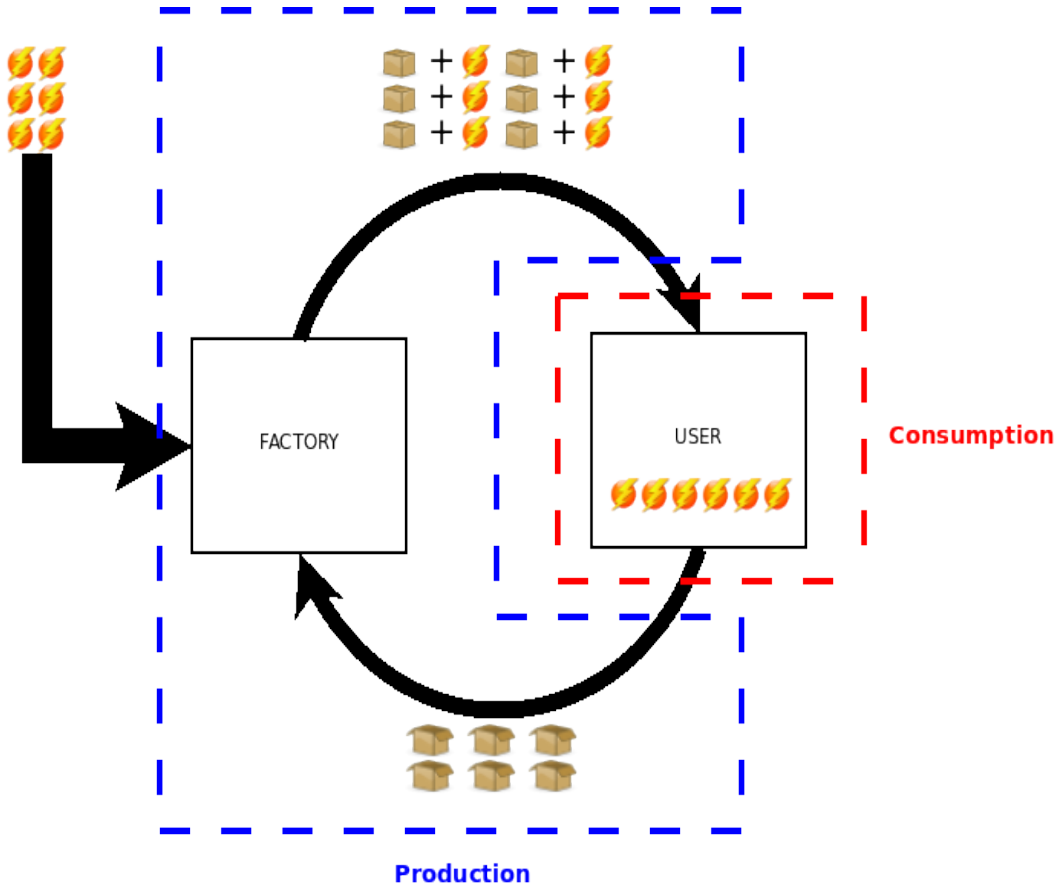 + +
+ +
+ +
FACTORY
USER
Consumption
Production